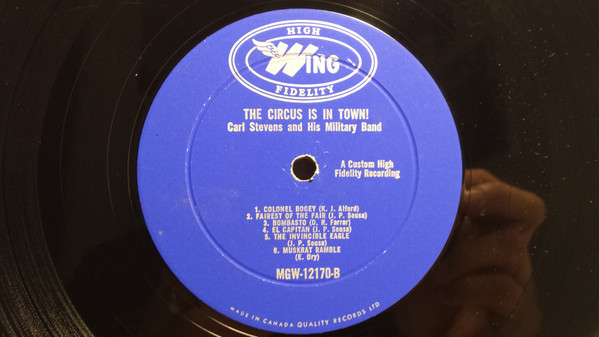 HIGH
WING
FIDELITY
THE CIRCUS IS IN TOWN!
Carl Stevens and His Military Band
A Custom High
Fidelity Recording
1. COLONEL BOGEY (K. J. Alford)
2. FAIREST OF THE FAIR (J. P. Sousa)
3. BOMBASTO (D. R. Farrar)
4. EL CAPITAN (J. P. Sousa)
5. THE INVINCIBLE EAGLE
(J. P. Sousa)
6. MUSKRAT RAMBLE
(E. Ory)
MGW-12170-B
MADE IN CANADA QUALITY RECORDS LTD